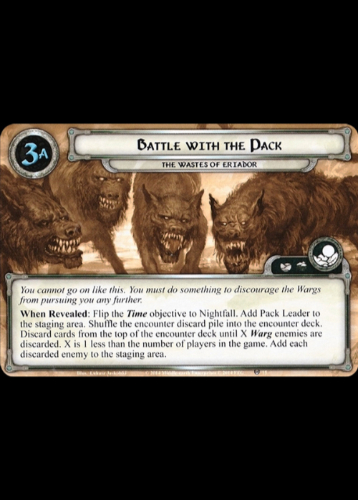 3A
BATTLE WITH THE PACK
THE WASTES OF ERIADOR
You cannot go on like this. You must do something to discourage the Wargs
from pursuing you any further.
When Revealed: Flip the Time objective to Nightfall. Add Pack Leader to
the staging area. Shuffle the encounter discard pile into the encounter deck.
Discard cards from the top of the encounter deck until X Warg enemies
are discarded. X is 1 less than the number of players in the game. Add each
discarded enemy to the staging area.